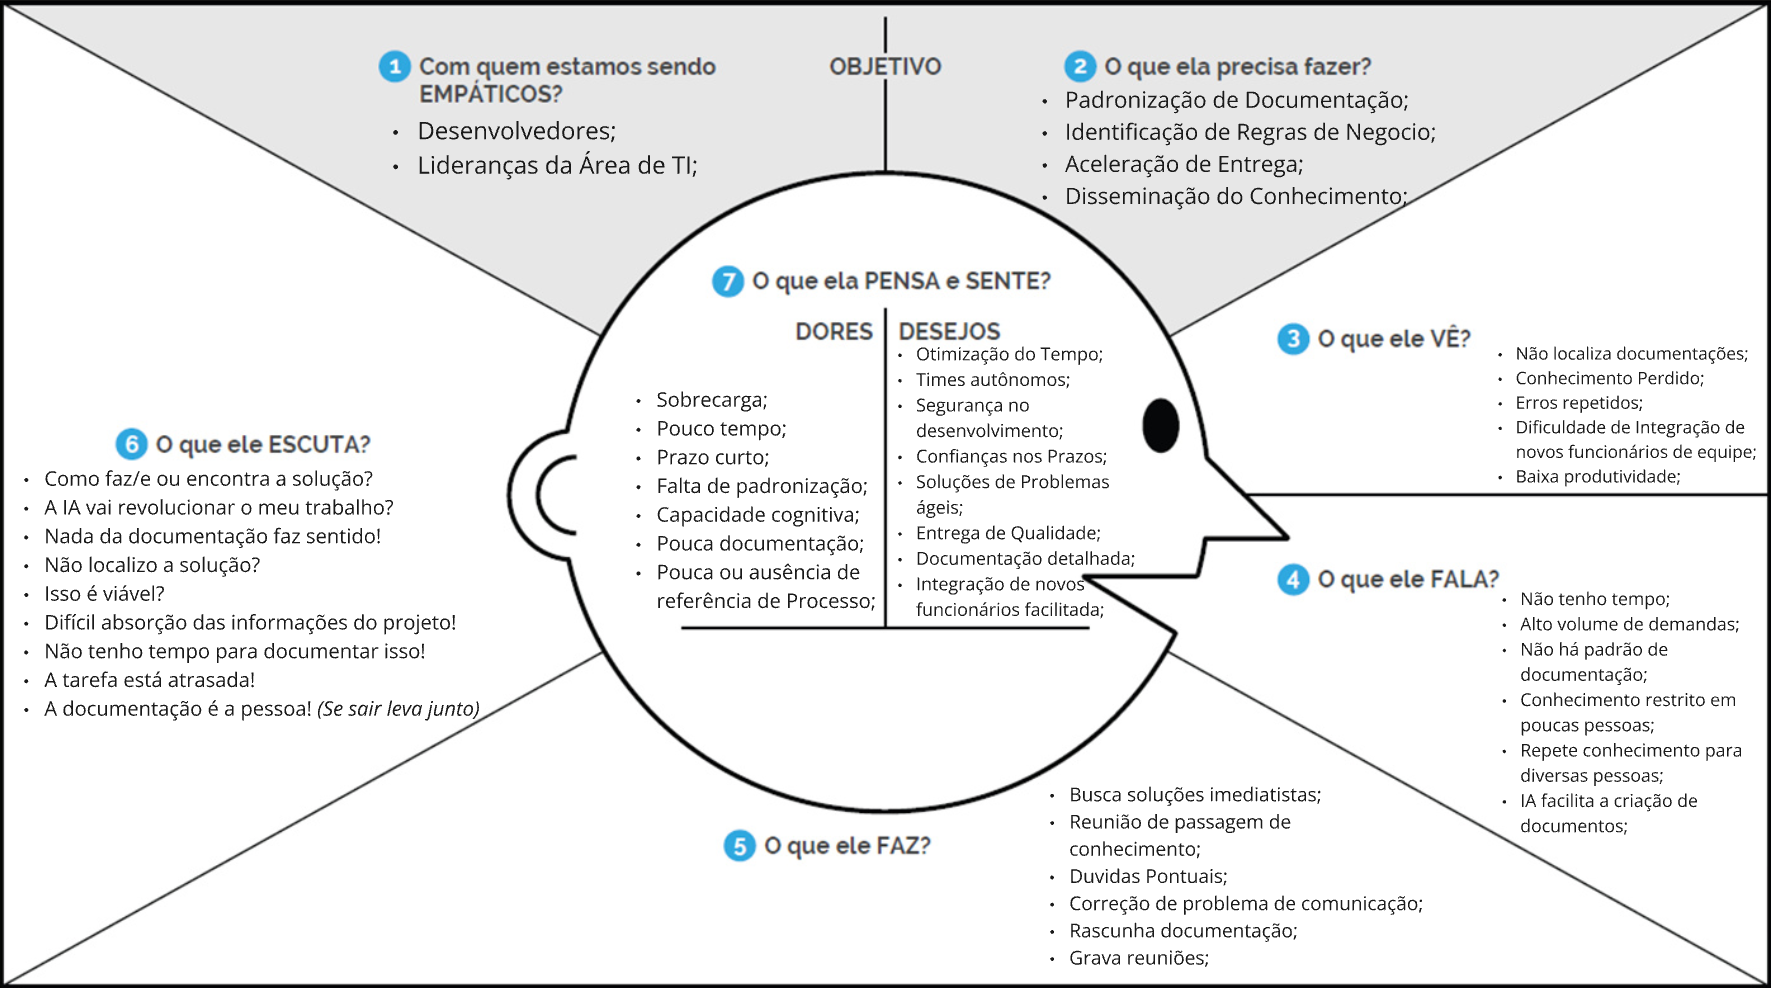 1 Com quem estamos sendo
EMPÁTICOS?
• Desenvolvedores;
• Lideranças da Área de TI;
OBJETIVO
2 O que ela precisa fazer?
• Padronização de Documentação;
• Identificação de Regras de Negocio;
• Aceleração de Entrega;
• Disseminação do Conhecimento;
3 O que ele VÊ?
• Não localiza documentações;
• Conhecimento Perdido;
• Erros repetidos;
• Dificuldade de Integração de
novos funcionários de equipe;
• Baixa produtividade;
4 O que ele FALA?
• Não tenho tempo;
• Alto volume de demandas;
• Não há padrão de
documentação;
• Conhecimento restrito em
poucas pessoas;
• Repete conhecimento para
diversas pessoas;
• IA facilita a criação de
documentos;
5 O que ele FAZ?
• Busca soluções imediatistas;
• Reunião de passagem de
conhecimento;
• Duvidas Pontuais;
• Correção de problema de comunicação;
• Rascunha documentação;
• Grava reuniões;
6 O que ele ESCUTA?
• Como faz/e ou encontra a solução?
• A IA vai revolucionar o meu trabalho?
• Nada da documentação faz sentido!
• Não localizo a solução?
• Isso é viável?
• Difícil absorção das informações do projeto!
• Não tenho tempo para documentar isso!
• A tarefa está atrasada!
• A documentação é a pessoa! (Se sair leva junto)
7 O que ela PENSA e SENTE?
DORES
• Sobrecarga;
• Pouco tempo;
• Prazo curto;
• Falta de padronização;
• Capacidade cognitiva;
• Pouca documentação;
• Pouca ou ausência de
referência de Processo;
DESEJOS
• Otimização do Tempo;
• Times autônomos;
• Segurança no
desenvolvimento;
• Confianças nos Prazos;
• Soluções de Problemas
ágeis;
• Entrega de Qualidade;
• Documentação detalhada;
• Integração de novos
funcionários facilitada;